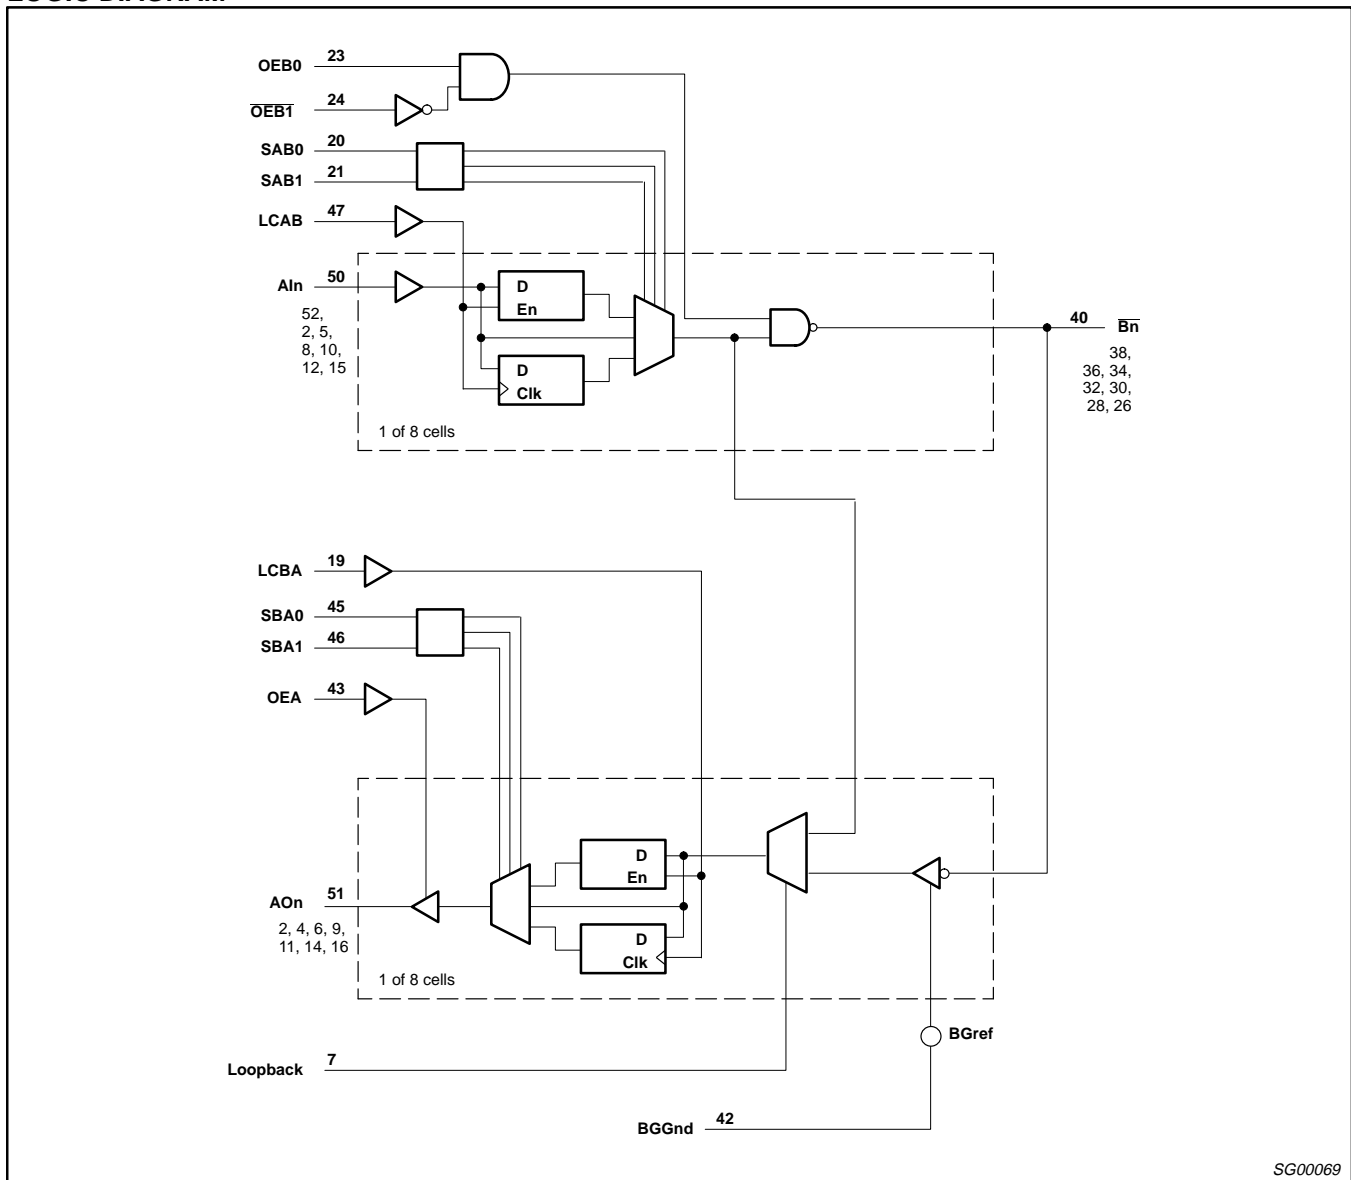 OEB0 23
OEB1 24
SAB0 20
SAB1 21
LCAB 47
AIn 50
52,
2, 5,
8, 10,
12, 15
D
En
D
Clk
1 of 8 cells
40 Bn
38,
36, 34,
32, 30,
28, 26
LCBA 19
SBA0 45
SBA1 46
OEA 43
D
En
D
Clk
AOn 51
2, 4, 6, 9,
11, 14, 16
1 of 8 cells
BGref
Loopback 7
BGGnd 42
SG00069